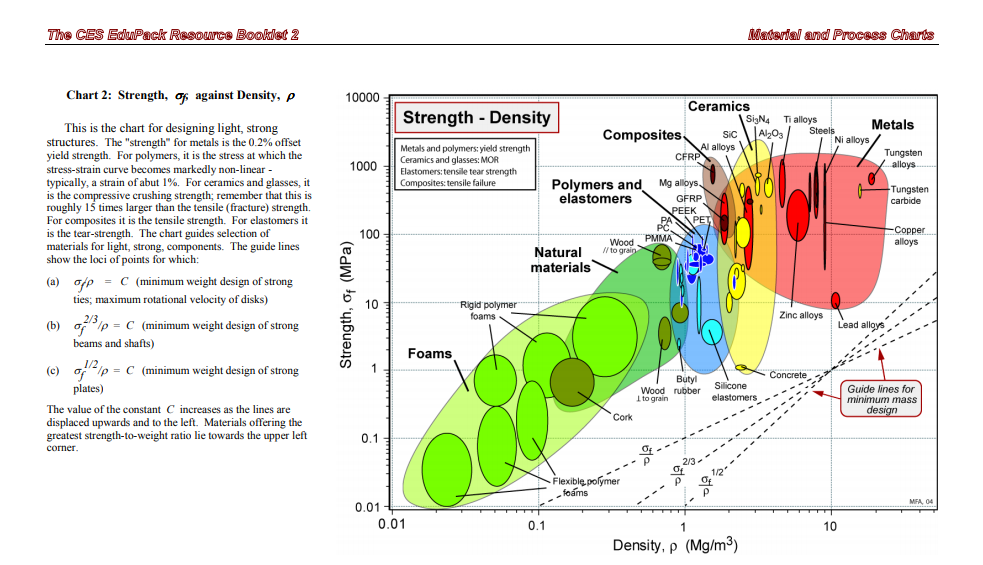 The CES EduPack Resource Booklet 2
Material and Process Charts
Chart 2: Strength, σf, against Density, ρ
This is the chart for designing light, strong
structures. The "strength" for metals is the 0.2% offset
yield strength. For polymers, it is the stress at which the
stress-strain curve becomes markedly non-linear -
typically, a strain of abut 1%. For ceramics and glasses, it
is the compressive crushing strength; remember that this is
roughly 15 times larger than the tensile (fracture) strength.
For composites it is the tensile strength. For elastomers it
is the tear-strength. The chart guides selection of
materials for light, strong, components. The guide lines
show the loci of points for which:
(a) σf/ρ = C (minimum weight design of strong
ties; maximum rotational velocity of disks)
(b) σf^2/3/ρ = C (minimum weight design of strong
beams and shafts)
(c) σf^1/2/ρ = C (minimum weight design of strong
plates)
The value of the constant C increases as the lines are
displaced upwards and to the left. Materials offering the
greatest strength-to-weight ratio lie towards the upper left
corner.
Strength - Density
Metals and polymers: yield strength
Ceramics and glasses: MOR
Elastomers: tensile tear strength
Composites: tensile failure
Strength, σf (MPa)
10000
1000
100
10
1
0.1
0.01
Ceramics
Si3N4
Ti alloys
SiC
Al2O3
Steels
Metals
Composites
Al alloys
Ni alloys
CFRP
Tungsten
alloys
Polymers and
elastomers
Mg alloys
GFRP
Tungsten
carbide
PEEK
PA
PET
PC
PMMA
Copper
alloys
Natural
materials
Wood
// to grain
Rigid polymer
foams
Zinc alloys
Lead alloys
Foams
Wood
⊥ to grain
Butyl
rubber
Silicone
elastomers
Concrete
Cork
Guide lines for
minimum mass
design
σf/ρ
σf^2/3/ρ
σf^1/2/ρ
Flexible polymer
foams
MFA, 04
0.01
0.1
1
10
Density, ρ (Mg/m3)